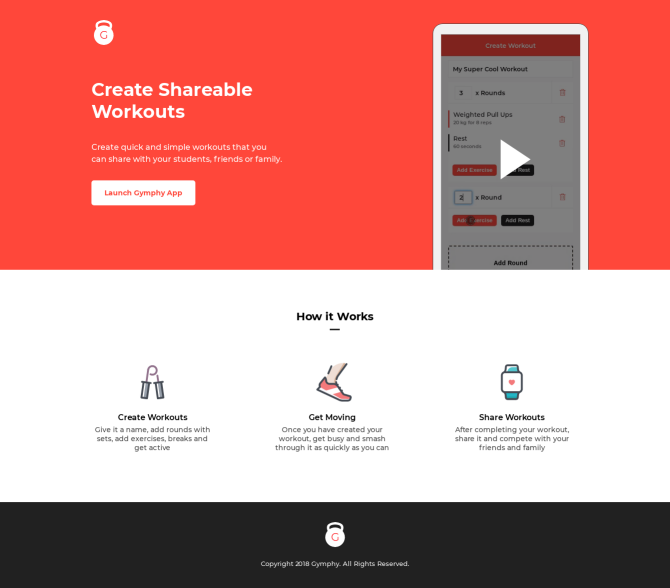 G
Create Shareable
Workouts
Create quick and simple workouts that you
can share with your students, friends or family.
Launch Gymphy App
Create Workout
My Super Cool Workout
3 x Rounds
Weighted Pull Ups
30 kg for 8 reps
Rest
60 seconds
Add Exercise Add Rest
2 x Round
Add Exercise Add Rest
Add Round
How it Works
Create Workouts
Give it a name, add rounds with
sets, add exercises, breaks and
get active
Get Moving
Once you have created your
workout, get busy and smash
through it as quickly as you can
Share Workouts
After completing your workout,
share it and compete with your
friends and family
G
Copyright 2018 Gymphy. All Rights Reserved.